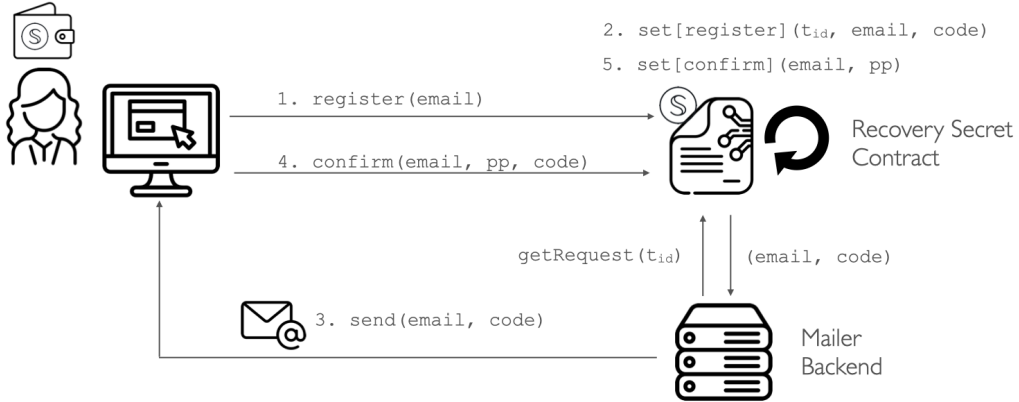 2. set[register](tid, email, code)
5. set[confirm](email, pp)
1. register(email)
Recovery Secret
Contract
4. confirm(email, pp, code)
getRequest(tid)
(email, code)
3. send(email, code)
Mailer
Backend